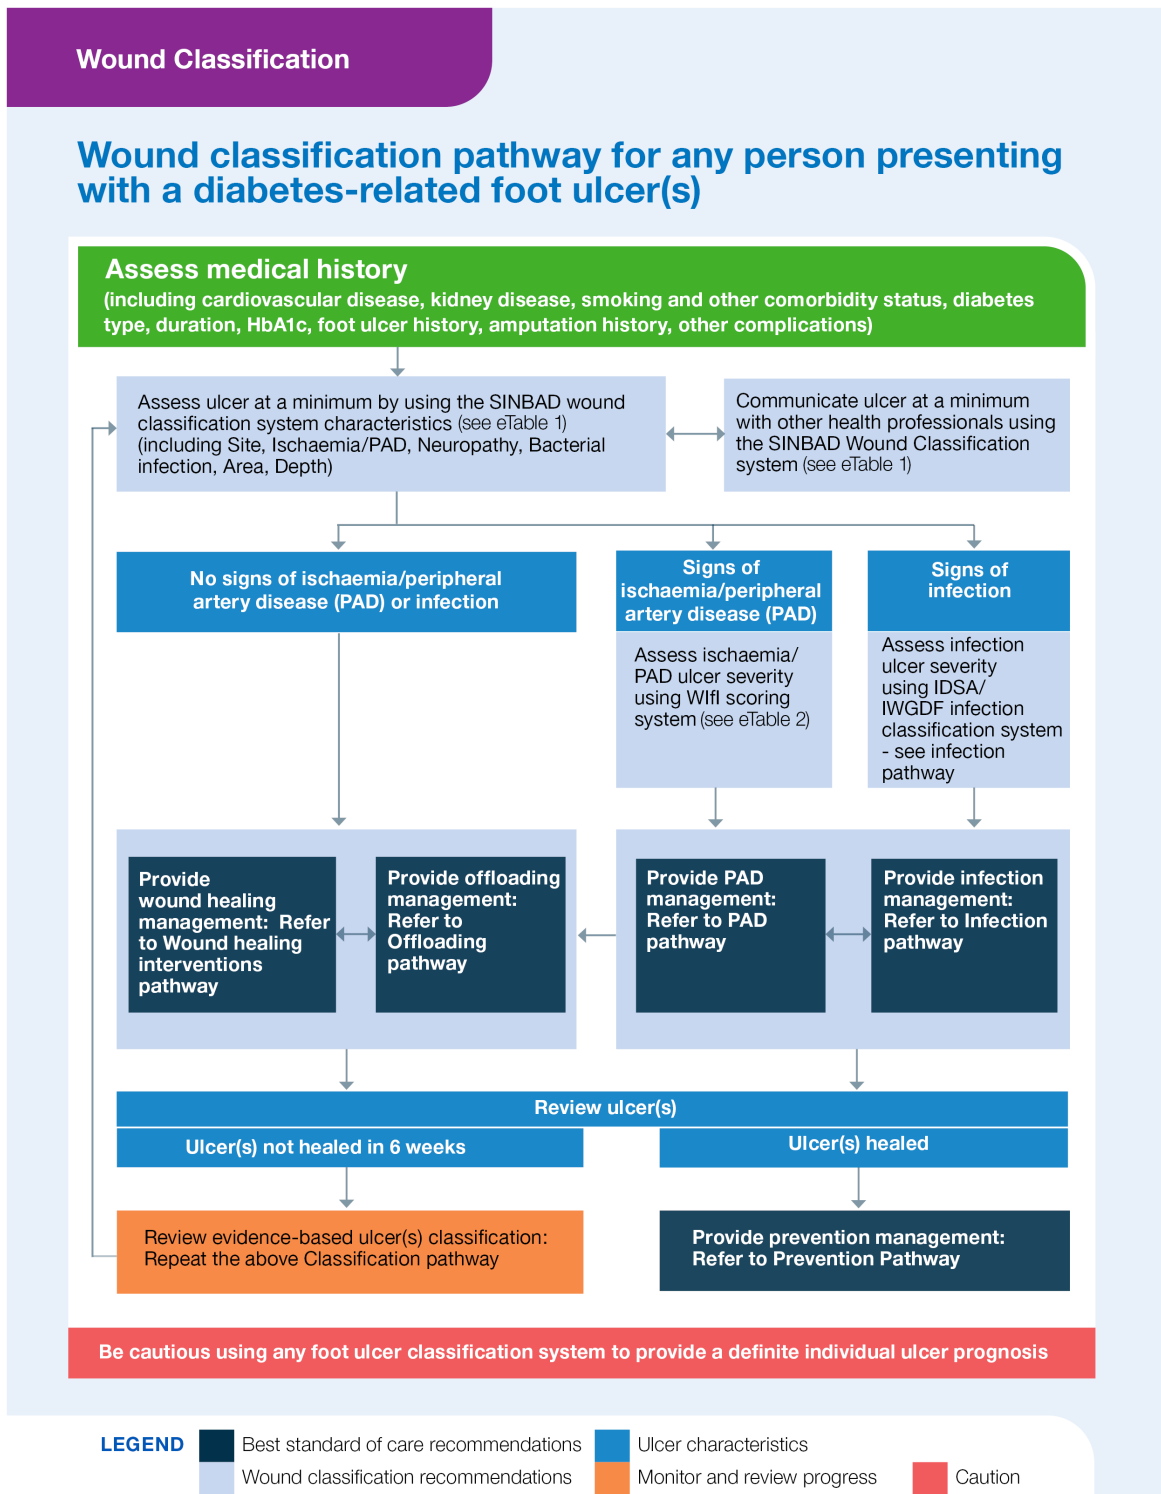 Wound Classification
Wound classification pathway for any person presenting
with a diabetes-related foot ulcer(s)
Assess medical history
(including cardiovascular disease, kidney disease, smoking and other comorbidity status, diabetes
type, duration, HbA1c, foot ulcer history, amputation history, other complications)
Assess ulcer at a minimum by using the SINBAD wound
classification system characteristics (see eTable 1)
(including Site, Ischaemia/PAD, Neuropathy, Bacterial
infection, Area, Depth)
Communicate ulcer at a minimum
with other health professionals using
the SINBAD Wound Classification
system (see eTable 1)
No signs of ischaemia/peripheral
artery disease (PAD) or infection
Signs of
ischaemia/peripheral
artery disease (PAD)
Signs of
infection
Assess ischaemia/
PAD ulcer severity
using WIfI scoring
system (see eTable 2)
Assess infection
ulcer severity
using IDSA/
IWGDF infection
classification system
- see infection
pathway
Provide
wound healing
management: Refer
to Wound healing
interventions
pathway
Provide offloading
management:
Refer to
Offloading
pathway
Provide PAD
management:
Refer to PAD
pathway
Provide infection
management:
Refer to Infection
pathway
Review ulcer(s)
Ulcer(s) not healed in 6 weeks
Ulcer(s) healed
Review evidence-based ulcer(s) classification:
Repeat the above Classification pathway
Provide prevention management:
Refer to Prevention Pathway
Be cautious using any foot ulcer classification system to provide a definite individual ulcer prognosis
LEGEND
Best standard of care recommendations
Ulcer characteristics
Wound classification recommendations
Monitor and review progress
Caution